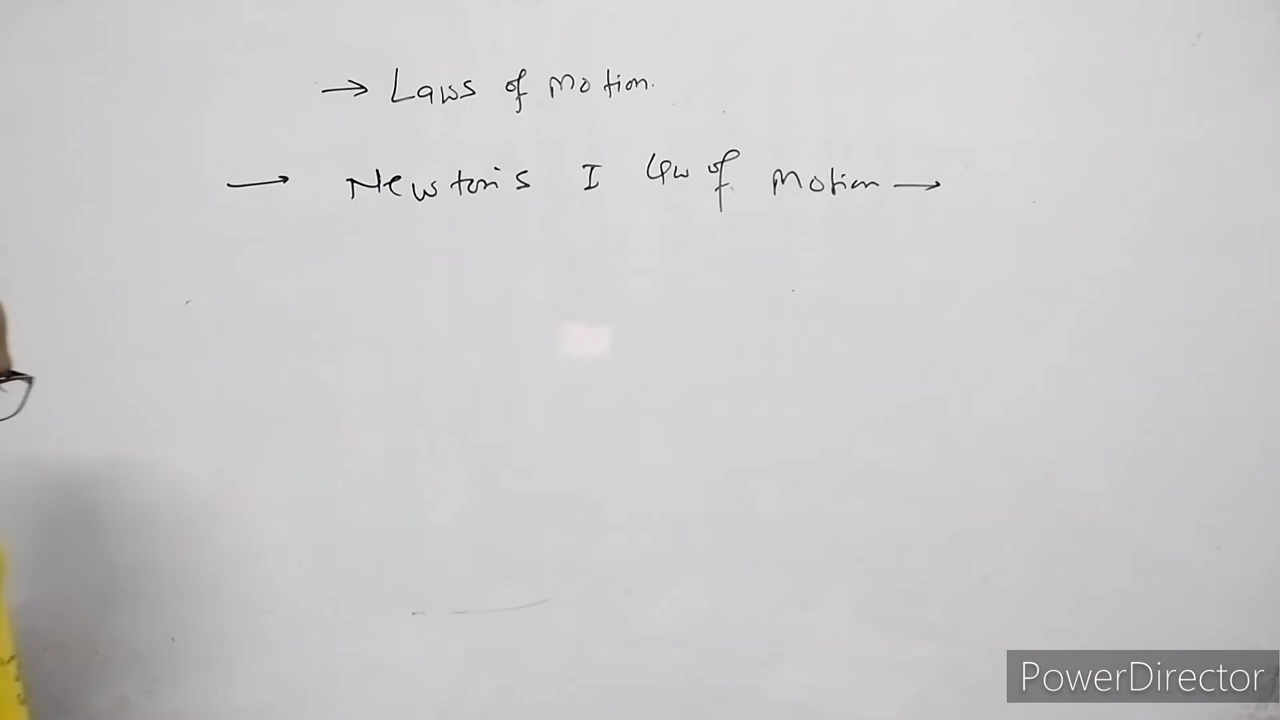 → Laws of Motion.
→ Newton's I Law of Motion →
PowerDirector